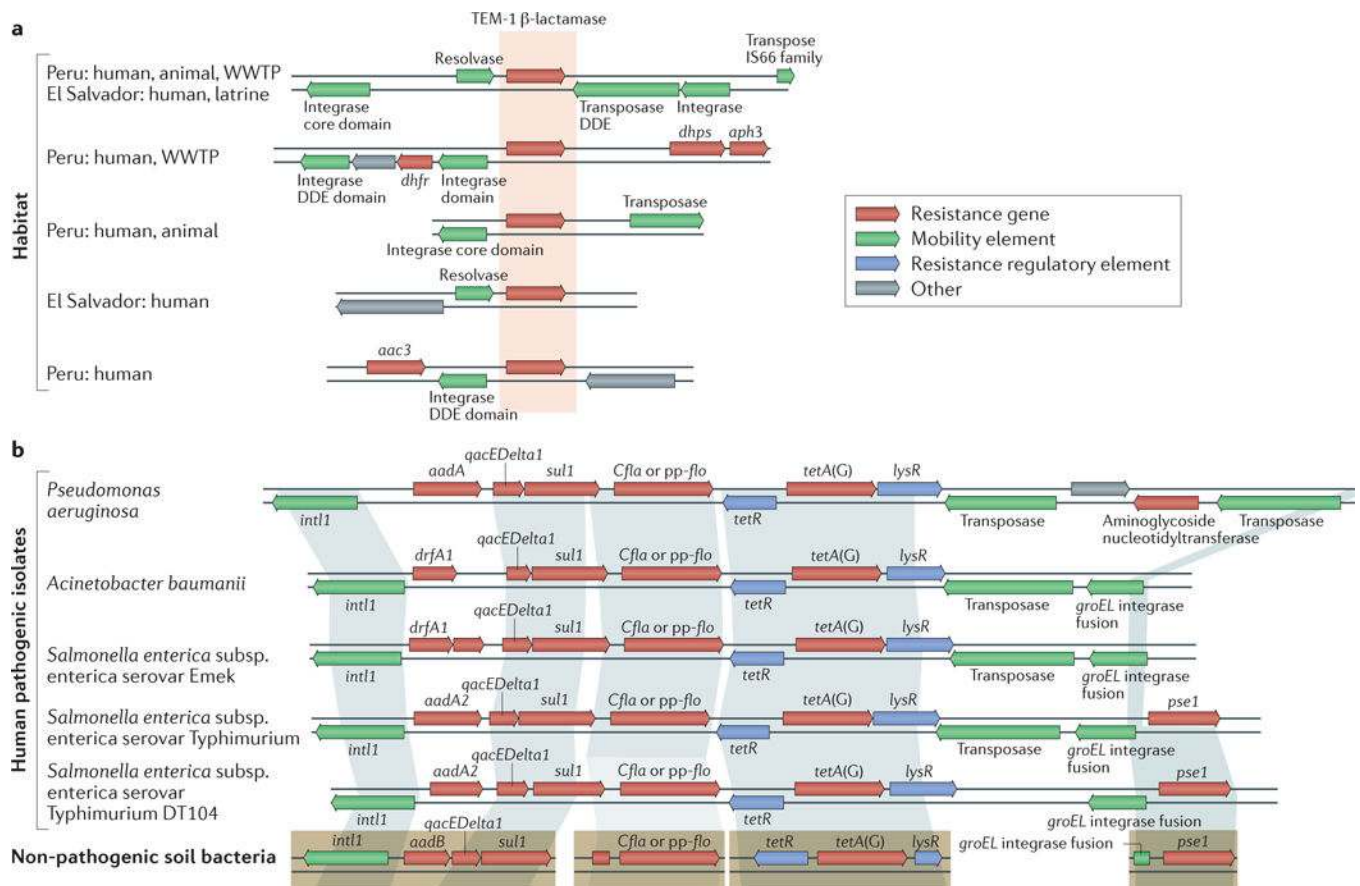 a
TEM-1 β-lactamase
Habitat
Peru: human, animal, WWTP
El Salvador: human, latrine
Resolvase
Transpose
IS66 family
Integrase
core domain
Transposase
DDE
Integrase
Peru: human, WWTP
dhps
aph3
Integrase
DDE domain
dhfr
Integrase
domain
Peru: human, animal
Transposase
Integrase core domain
El Salvador: human
Resolvase
Peru: human
aac3
Integrase
DDE domain
Resistance gene
Mobility element
Resistance regulatory element
Other
b
Human pathogenic isolates
Pseudomonas
aeruginosa
aadA
qacEDelta1
sul1
Cfla or pp-flo
tetA(G)
lysR
intl1
tetR
Transposase
Aminoglycoside
nucleotidyltransferase
Transposase
Acinetobacter baumanii
drfA1
qacEDelta1
sul1
Cfla or pp-flo
tetA(G)
lysR
intl1
tetR
Transposase
groEL integrase
fusion
Salmonella enterica subsp.
enterica serovar Emek
drfA1
qacEDelta1
sul1
Cfla or pp-flo
tetA(G)
lysR
intl1
tetR
Transposase
groEL integrase
fusion
Salmonella enterica subsp.
enterica serovar Typhimurium
aadA2
qacEDelta1
sul1
Cfla or pp-flo
tetA(G)
lysR
pse1
intl1
tetR
Transposase
groEL integrase
fusion
Salmonella enterica subsp.
enterica serovar
Typhimurium DT104
aadA2
qacEDelta1
sul1
Cfla or pp-flo
tetA(G)
lysR
pse1
intl1
tetR
groEL integrase fusion
Non-pathogenic soil bacteria
intl1
aadB
qacEDelta1
sul1
Cfla or pp-flo
tetR
tetA(G)
lysR
groEL integrase fusion
pse1